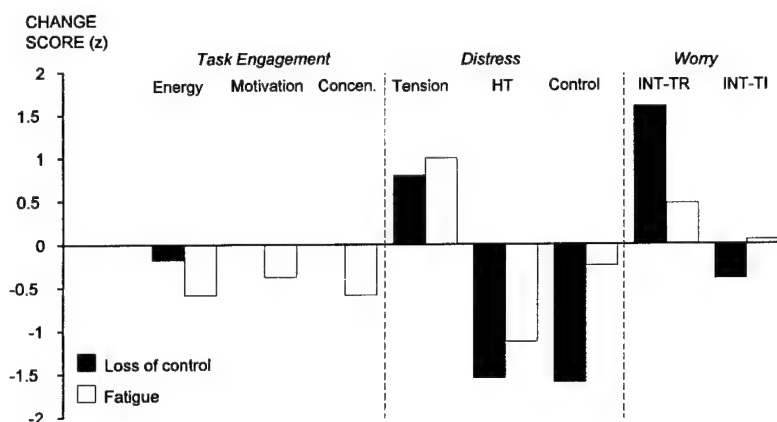 CHANGE
SCORE (z)
Task Engagement Distress Worry
Energy Motivation Concen. Tension HT Control INT-TR INT-TI
2
1.5
1
0.5
0
-0.5
-1
-1.5
-2
Loss of control
Fatigue